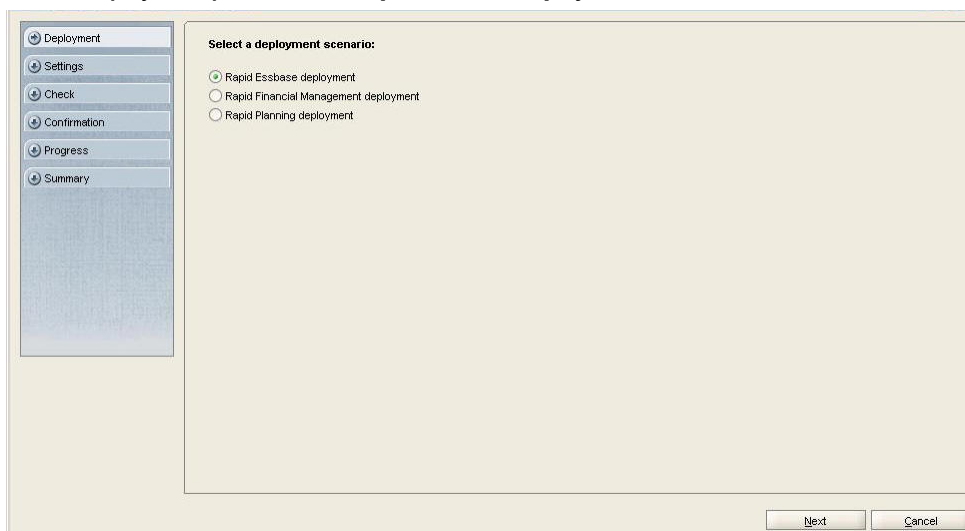 Deployment
Settings
Check
Confirmation
Progress
Summary
Select a deployment scenario:
Rapid Essbase deployment
Rapid Financial Management deployment
Rapid Planning deployment
Next
Cancel